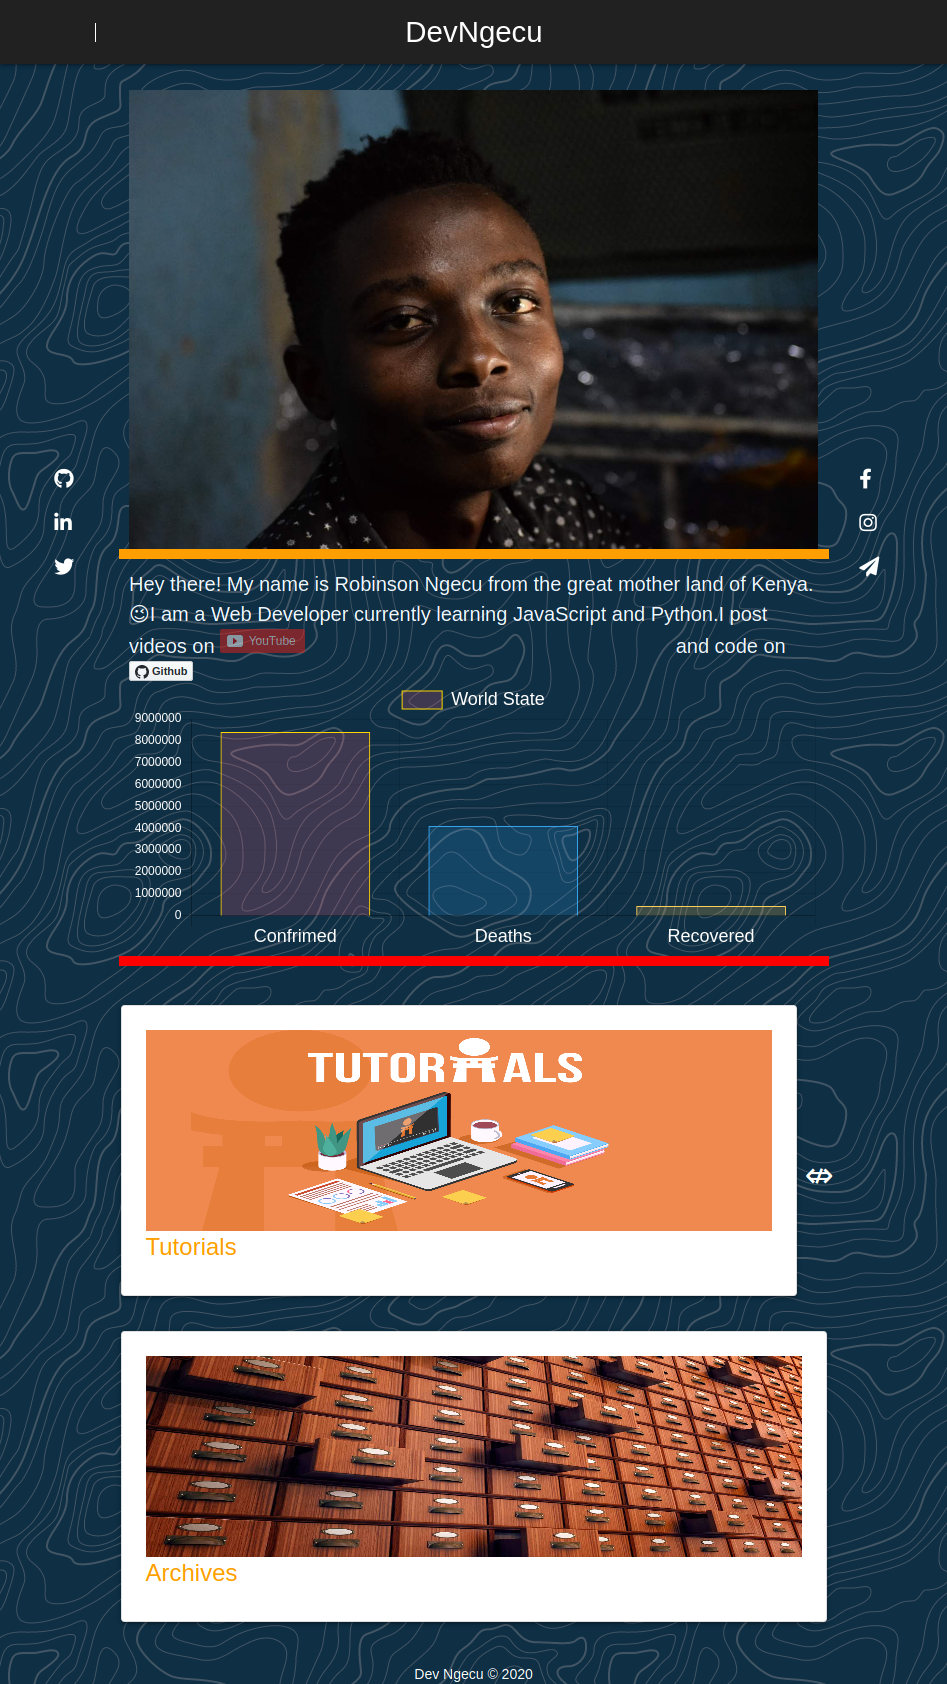 DevNgecu
Hey there! My name is Robinson Ngecu from the great mother land of Kenya.
😉I am a Web Developer currently learning JavaScript and Python.I post
videos on YouTube and code on
Github
World State
9000000
8000000
7000000
6000000
5000000
4000000
3000000
2000000
1000000
0
Confrimed Deaths Recovered
TUTORIALS
Tutorials
Archives
Dev Ngecu © 2020